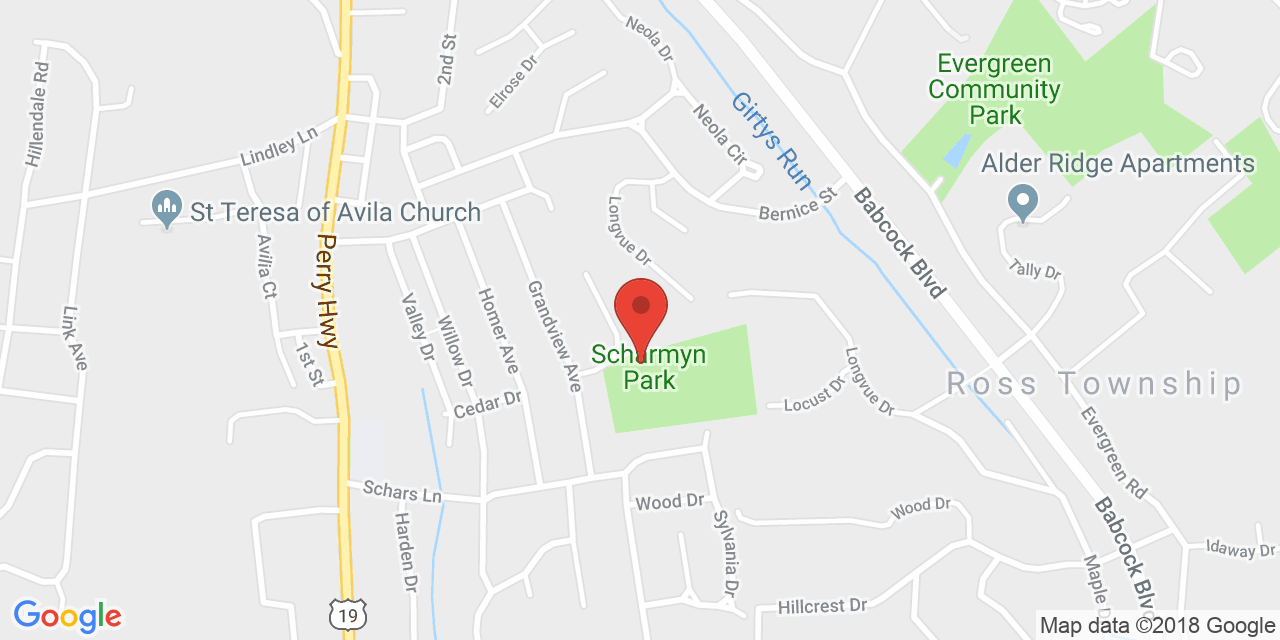 Neola Dr
2nd St
Elrose Dr
Hillendale Rd
Evergreen
Community
Park
Girtys Run
Neola Cir
Lindley Ln
Alder Ridge Apartments
St Teresa of Avila Church
Bernice St
Longvue Dr
Perry Hwy
Avilla Ct
Babcock Blvd
Tally Dr
Link Ave
Valley Dr
Willow Dr
Homer Ave
Grandview Ave
1st St
Scharmyn
Park
Longvue Dr
Ross Township
Cedar Dr
Locust Dr
Evergreen Rd
Schars Ln
Wood Dr
Wood Dr
Babcock Blvd
Harden Dr
Sylvania Dr
Idaway Dr
Maple D
Hillcrest Dr
19
Google
Map data ©2018 Google